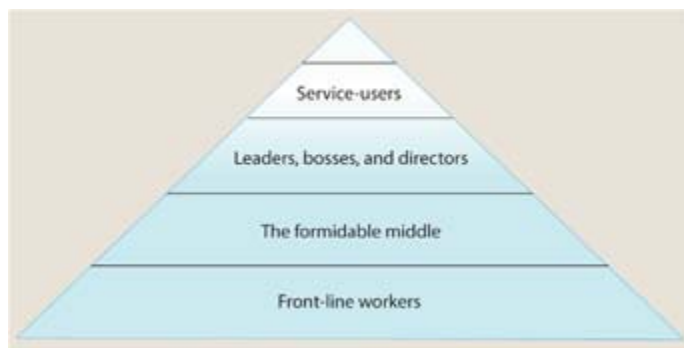 Service-users
Leaders, bosses, and directors
The formidable middle
Front-line workers